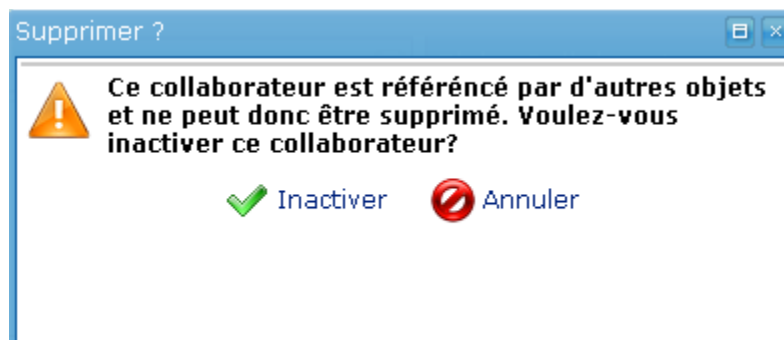 Supprimer ?
Ce collaborateur est référéncé par d'autres objets
et ne peut donc être supprimé. Voulez-vous
inactiver ce collaborateur?
Inactiver Annuler